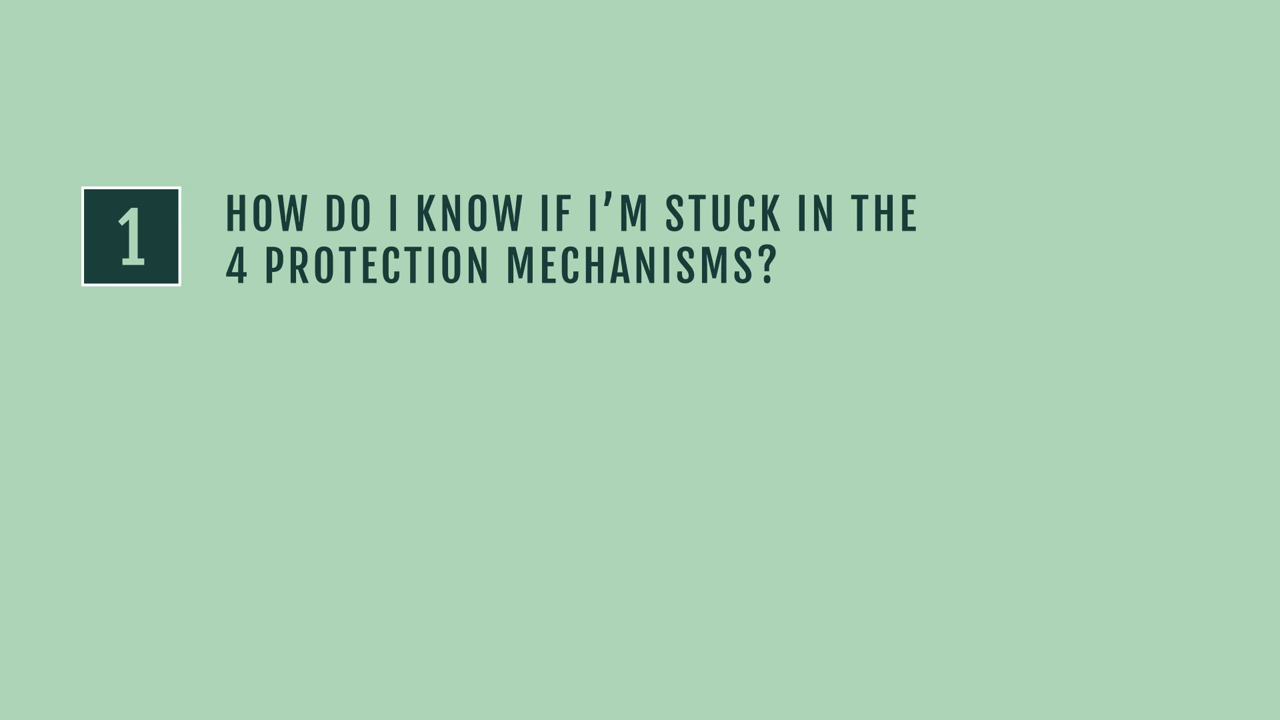 1
HOW DO I KNOW IF I’M STUCK IN THE
4 PROTECTION MECHANISMS?